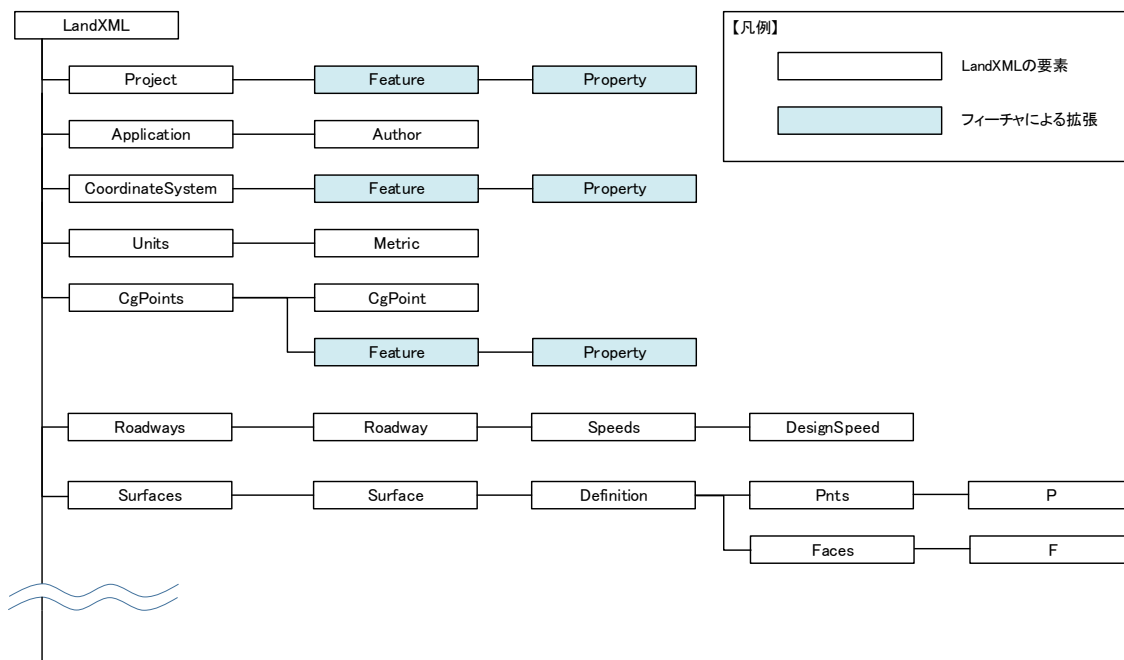 LandXML
【凡例】
LandXMLの要素
フィーチャによる拡張
Project Feature Property
Application Author
CoordinateSystem Feature Property
Units Metric
CgPoints CgPoint
Feature Property
Roadways Roadway Speeds DesignSpeed
Surfaces Surface Definition Pnts P
Faces F